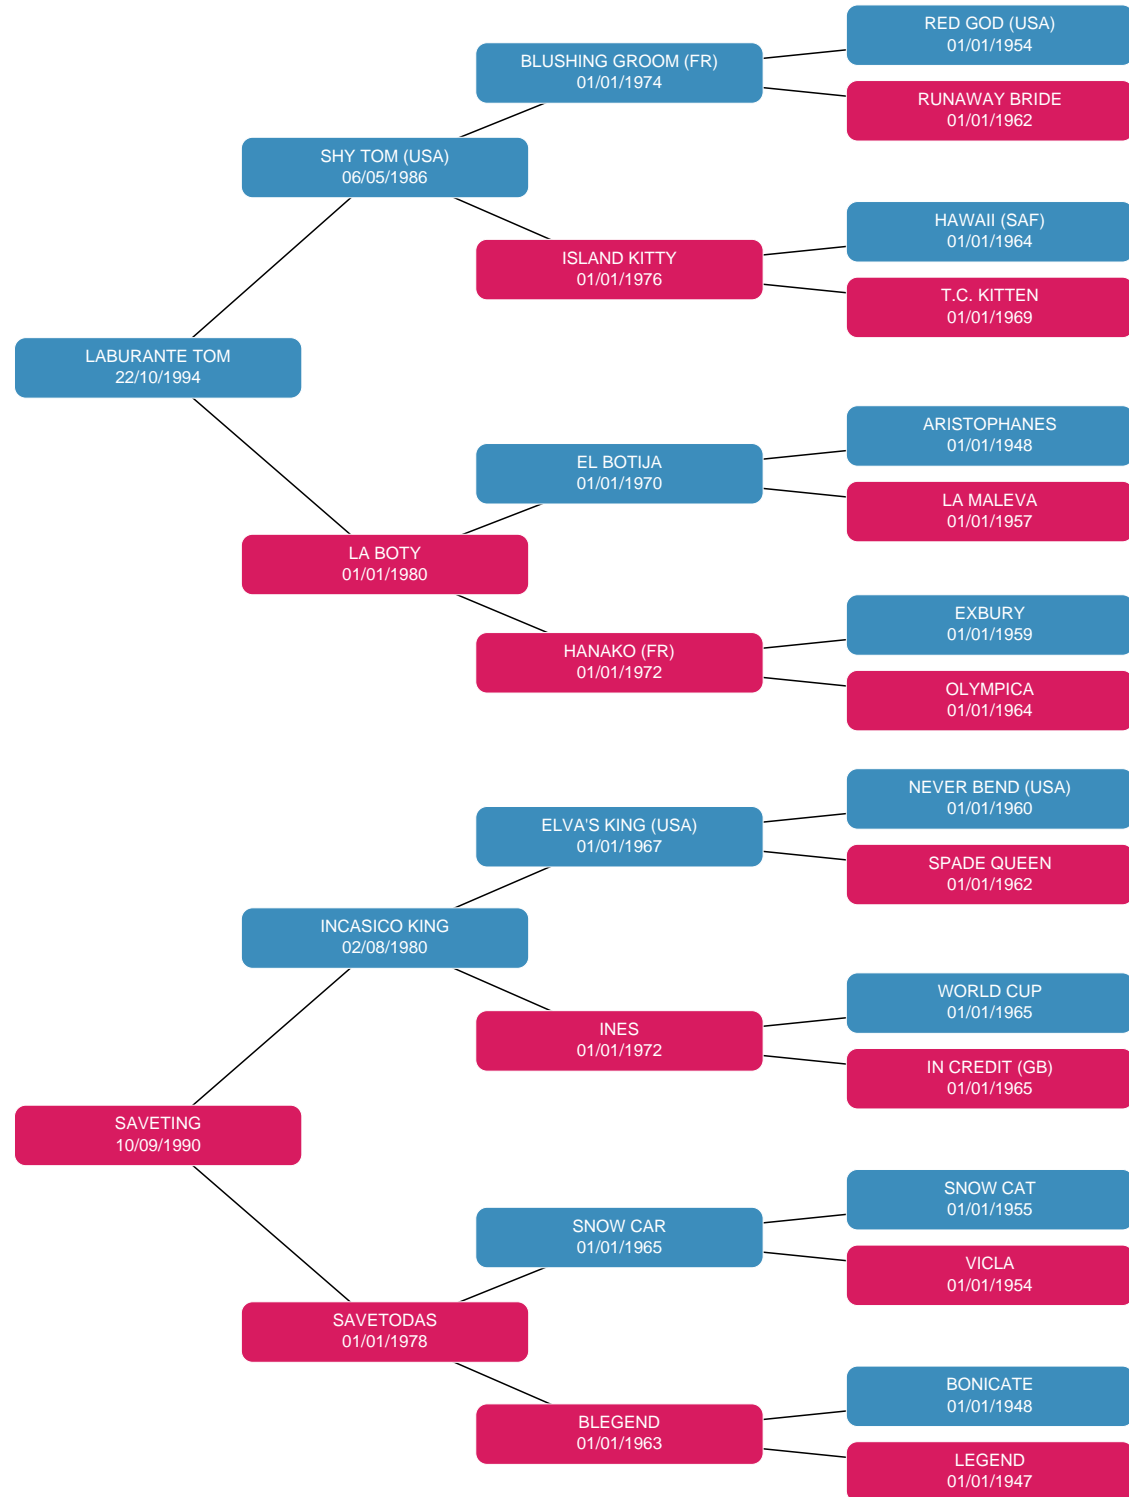 RED GOD (USA)
01/01/1954
BLUSHING GROOM (FR)
01/01/1974
RUNAWAY BRIDE
01/01/1962
SHY TOM (USA)
06/05/1986
HAWAII (SAF)
01/01/1964
ISLAND KITTY
01/01/1976
T.C. KITTEN
01/01/1969
LABURANTE TOM
22/10/1994
ARISTOPHANES
01/01/1948
EL BOTIJA
01/01/1970
LA MALEVA
01/01/1957
LA BOTY
01/01/1980
EXBURY
01/01/1959
HANAKO (FR)
01/01/1972
OLYMPICA
01/01/1964
NEVER BEND (USA)
01/01/1960
ELVA'S KING (USA)
01/01/1967
SPADE QUEEN
01/01/1962
INCASICO KING
02/08/1980
WORLD CUP
01/01/1965
INES
01/01/1972
IN CREDIT (GB)
01/01/1965
SAVETING
10/09/1990
SNOW CAT
01/01/1955
SNOW CAR
01/01/1965
VICLA
01/01/1954
SAVETODAS
01/01/1978
BONICATE
01/01/1948
BLEGEND
01/01/1963
LEGEND
01/01/1947